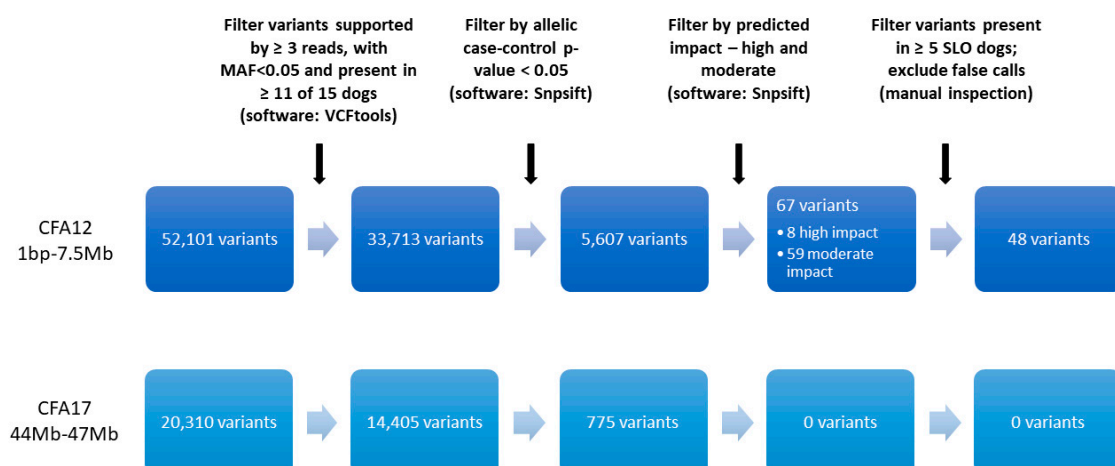 Filter variants supported
by ≥ 3 reads, with
MAF<0.05 and present in
≥ 11 of 15 dogs
(software: VCFtools)
Filter by allelic
case-control p-
value < 0.05
(software: Snpsift)
Filter by predicted
impact – high and
moderate
(software: Snpsift)
Filter variants present
in ≥ 5 SLO dogs;
exclude false calls
(manual inspection)
CFA12
1bp-7.5Mb
52,101 variants
33,713 variants
5,607 variants
67 variants
• 8 high impact
• 59 moderate
impact
48 variants
CFA17
44Mb-47Mb
20,310 variants
14,405 variants
775 variants
0 variants
0 variants